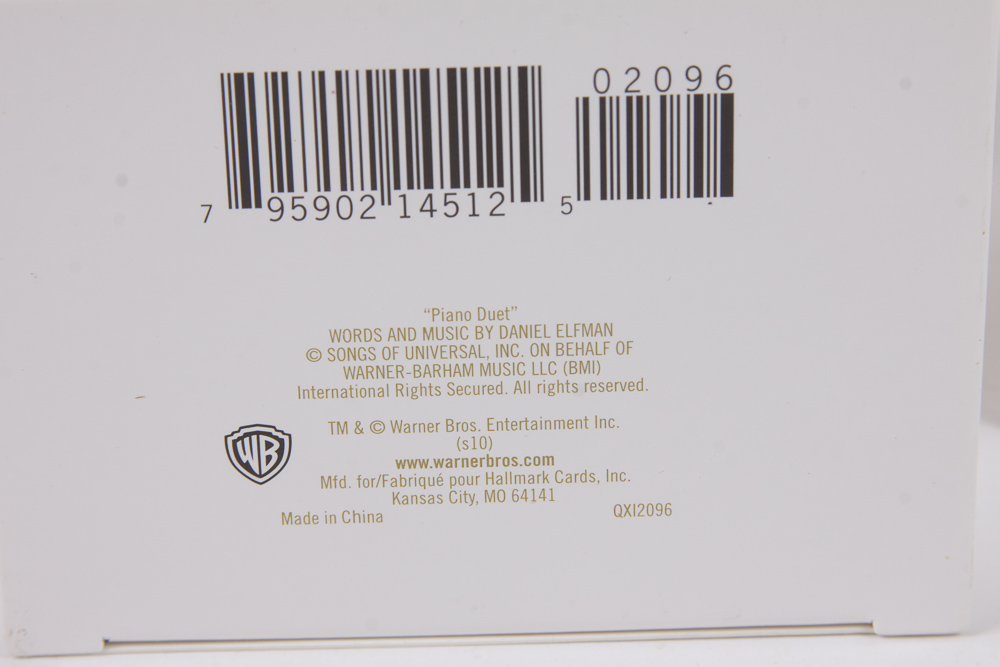 02096
7 95902 14512 5
“Piano Duet”
WORDS AND MUSIC BY DANIEL ELFMAN
© SONGS OF UNIVERSAL, INC. ON BEHALF OF
WARNER-BARHAM MUSIC LLC (BMI)
International Rights Secured. All rights reserved.
TM & © Warner Bros. Entertainment Inc.
(s10)
WB
www.warnerbros.com
Mfd. for/Fabriqué pour Hallmark Cards, Inc.
Kansas City, MO 64141
Made in China QXI2096